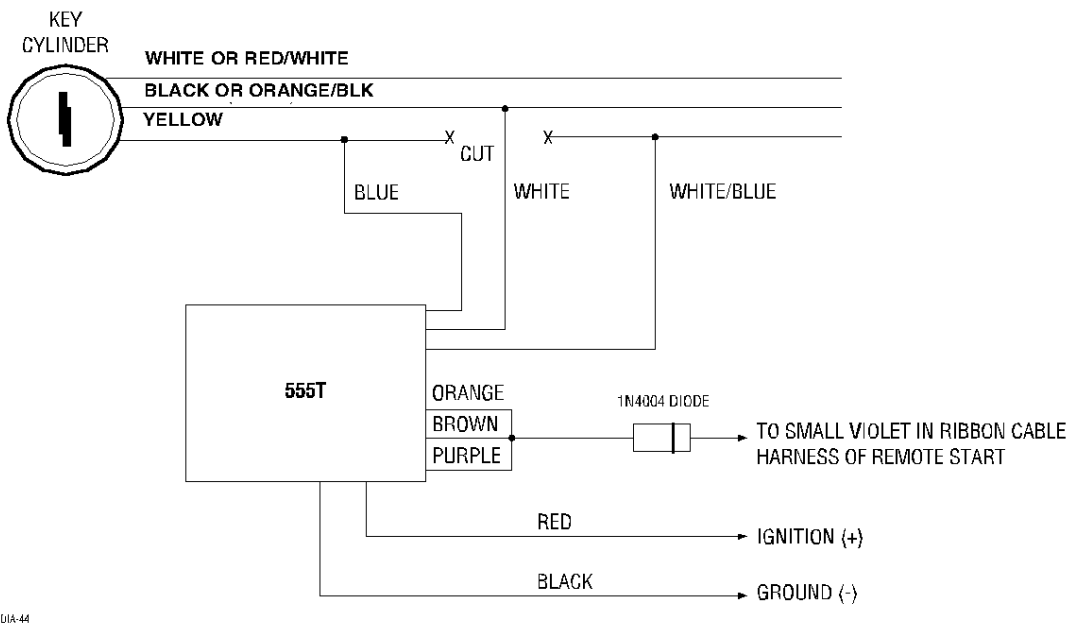 KEY
CYLINDER
WHITE OR RED/WHITE
BLACK OR ORANGE/BLK
YELLOW
X
CUT
X
BLUE
WHITE
WHITE/BLUE
555T
ORANGE
BROWN
PURPLE
1N4004 DIODE
TO SMALL VIOLET IN RIBBON CABLE
HARNESS OF REMOTE START
RED
IGNITION (+)
BLACK
GROUND (-)
DIA-44